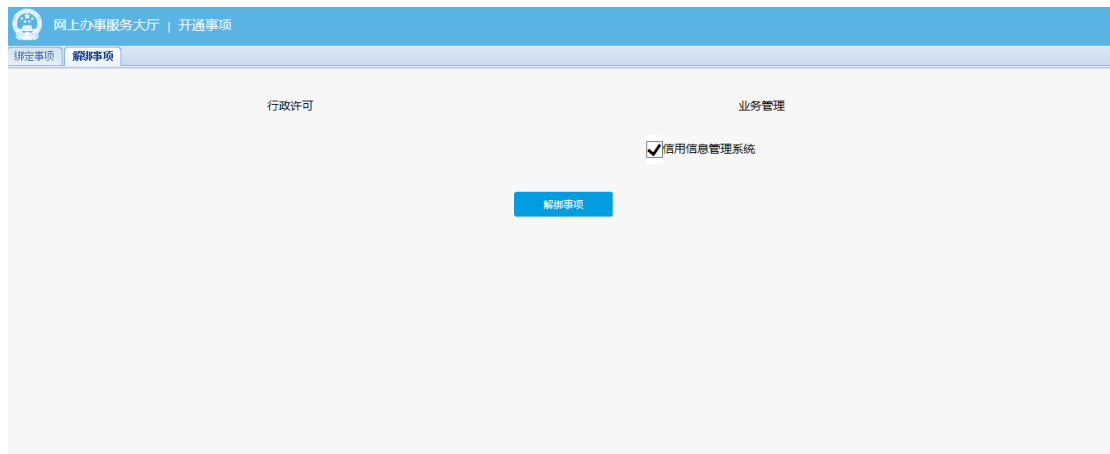 网上办事服务大厅 | 开通事项
绑定事项 解绑事项
行政许可 业务管理
信用信息管理系统
解绑事项